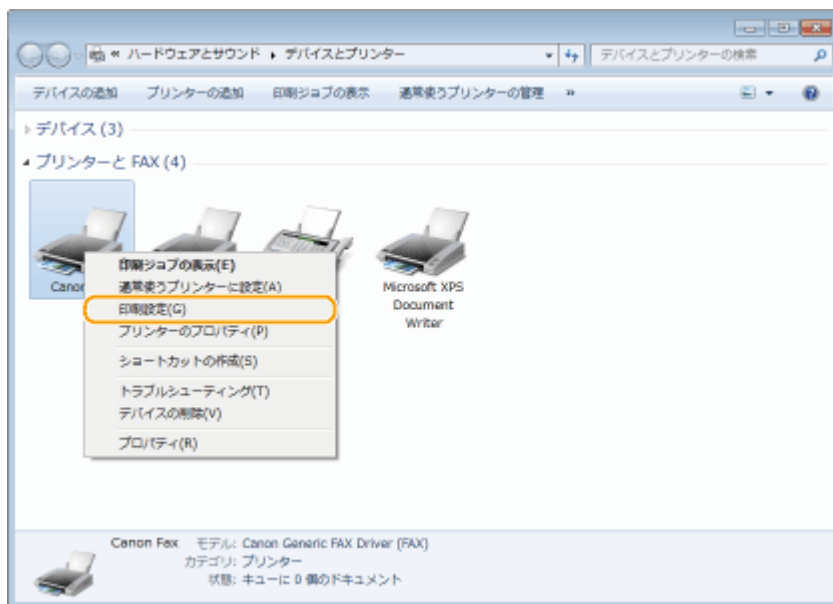 « ハードウェアとサウンド ▸ デバイスとプリンター
デバイスとプリンターの検索
デバイスの追加 プリンターの追加 印刷ジョブの表示 通常使うプリンターの管理 »
デバイス (3)
プリンターと FAX (4)
Canon
Microsoft XPS
Document
Writer
印刷ジョブの表示(E)
通常使うプリンターに設定(A)
印刷設定(G)
プリンターのプロパティ(P)
ショートカットの作成(S)
トラブルシューティング(T)
デバイスの削除(V)
プロパティ(R)
Canon Fax モデル: Canon Generic FAX Driver (FAX)
カテゴリ: プリンター
状態: キューに 0 個のドキュメント